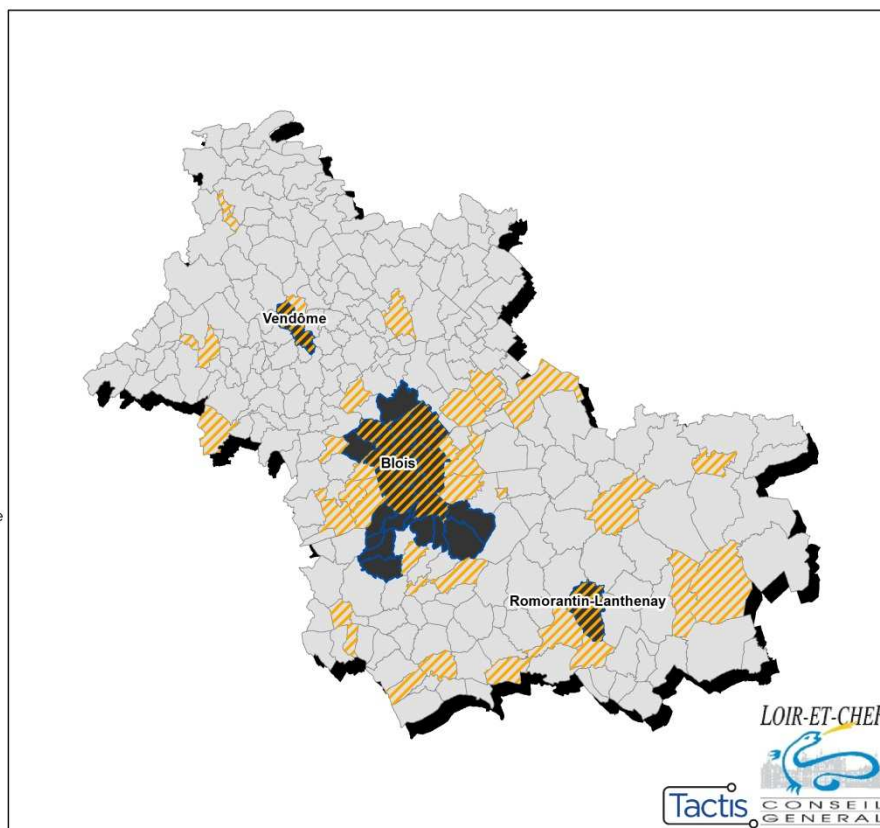 Vendôme
Blois
Romorantin-Lanthenay
e
LOIR-ET-CHER
Tactis
CONSEIL
GENERAL